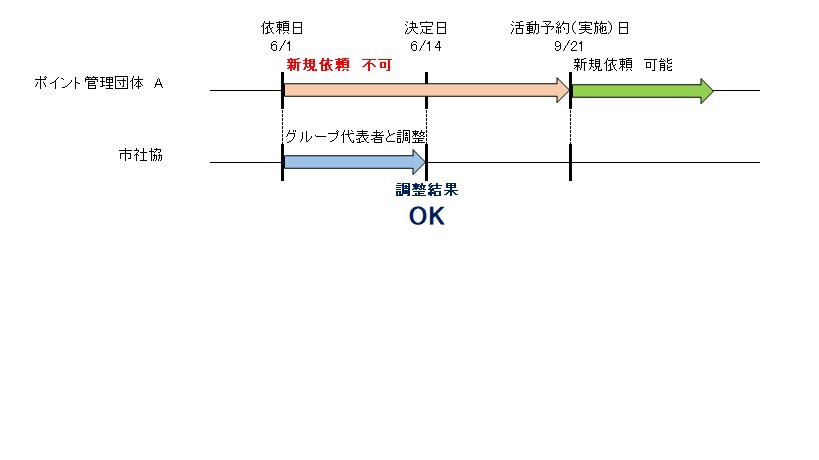 依頼日 決定日 活動予約(実施)日
6/1 6/14 9/21
新規依頼 不可 新規依頼 可能
ポイント管理団体 A
グループ代表者と調整
市社協
調整結果
OK